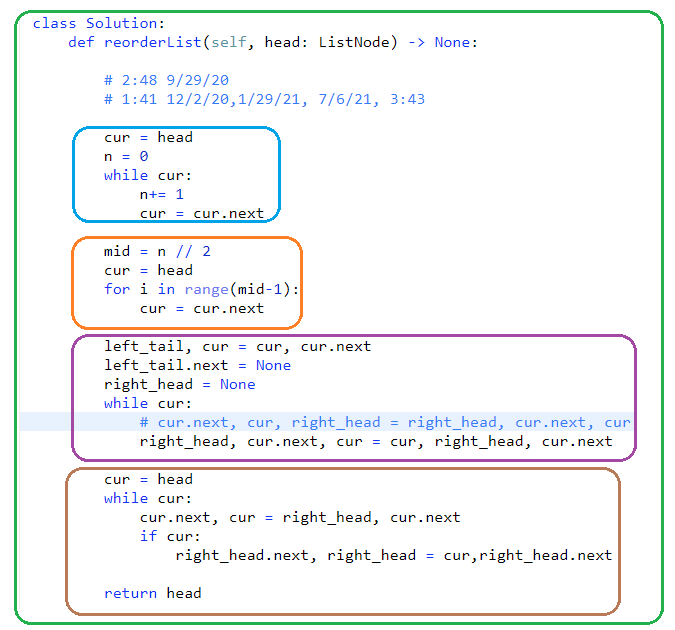 class Solution:
    def reorderList(self, head: ListNode) -> None:
        # 2:48 9/29/20
        # 1:41 12/2/20,1/29/21, 7/6/21, 3:43
        cur = head
        n = 0
        while cur:
            n+= 1
            cur = cur.next
        mid = n // 2
        cur = head
        for i in range(mid-1):
            cur = cur.next
        left_tail, cur = cur, cur.next
        left_tail.next = None
        right_head = None
        while cur:
            # cur.next, cur, right_head = right_head, cur.next, cur
            right_head, cur.next, cur = cur, right_head, cur.next
        cur = head
        while cur:
            cur.next, cur = right_head, cur.next
            if cur:
                right_head.next, right_head = cur,right_head.next
        return head